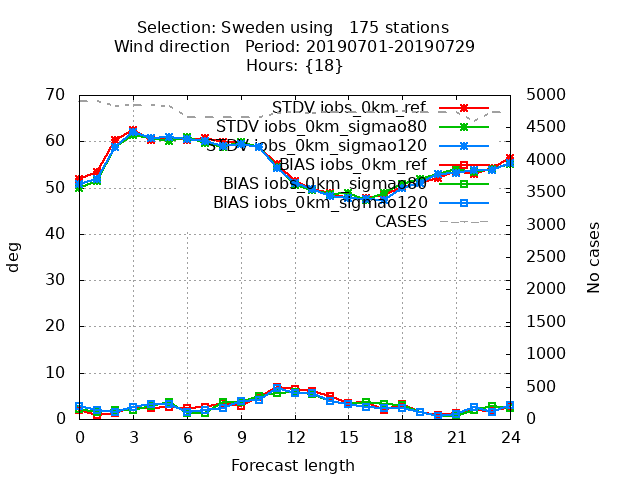 Selection: Sweden using   175 stations
Wind direction   Period: 20190701-20190729
Hours: {18}
STDV iobs_0km_ref
STDV iobs_0km_sigmao80
STDV iobs_0km_sigmao120
BIAS iobs_0km_ref
BIAS iobs_0km_sigmao80
BIAS iobs_0km_sigmao120
CASES
deg
70
60
50
40
30
20
10
0
No cases
5000
4500
4000
3500
3000
2500
2000
1500
1000
500
0
0 3 6 9 12 15 18 21 24
Forecast length